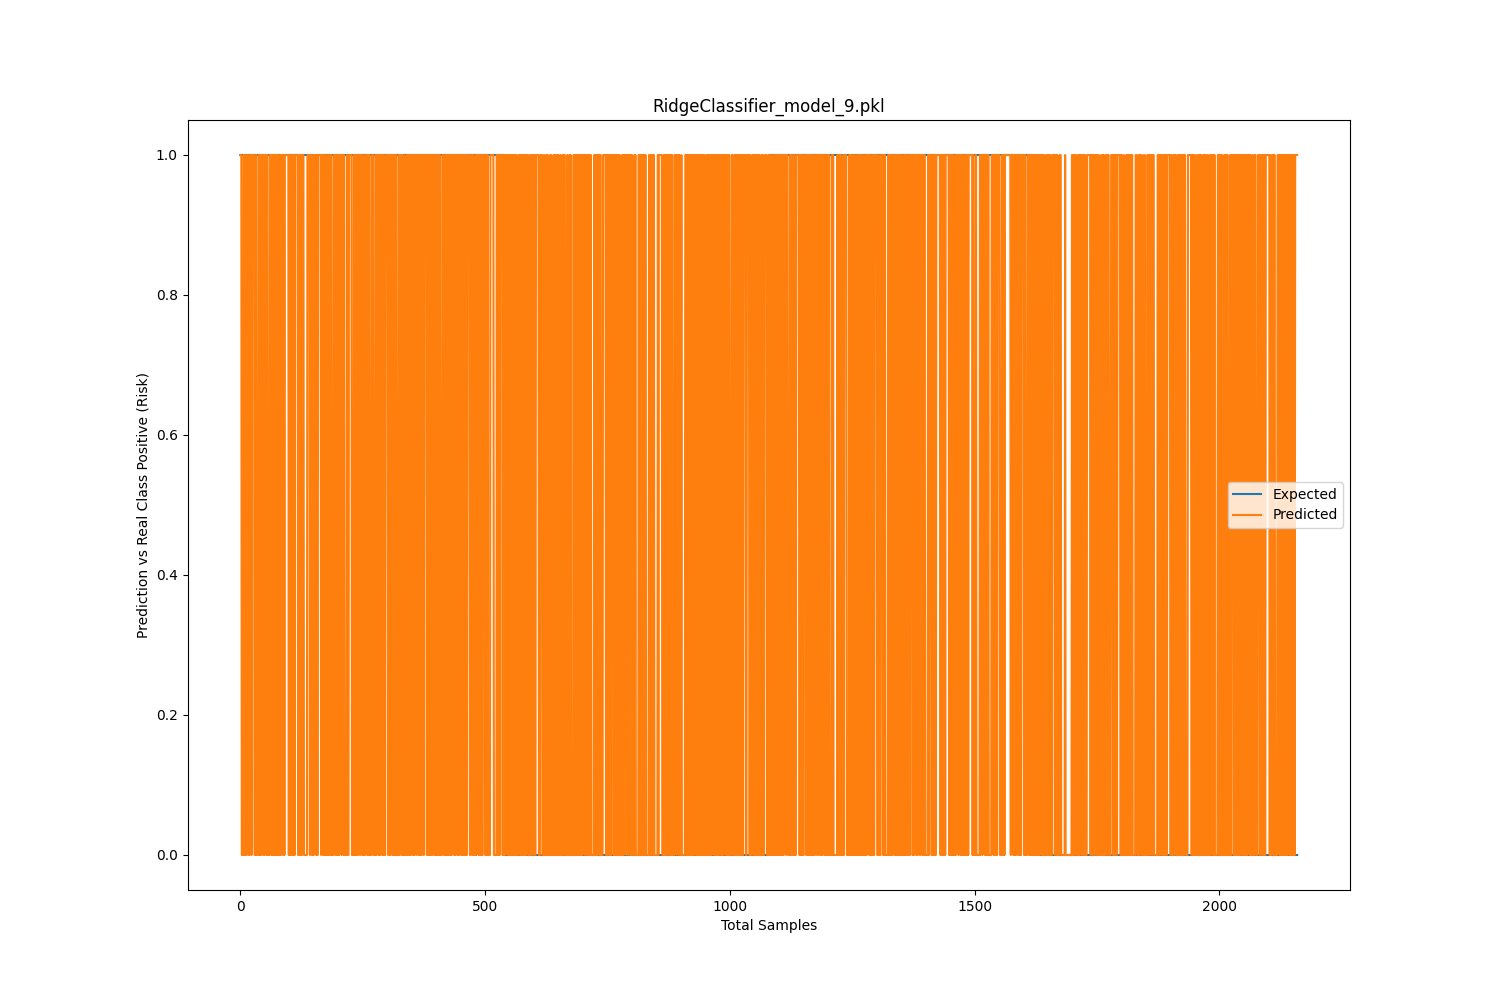 RidgeClassifier_model_9.pkl
1.0
0.8
0.6
0.4
0.2
0.0
Prediction vs Real Class Positive (Risk)
Expected
Predicted
0
500
1000
1500
2000
Total Samples